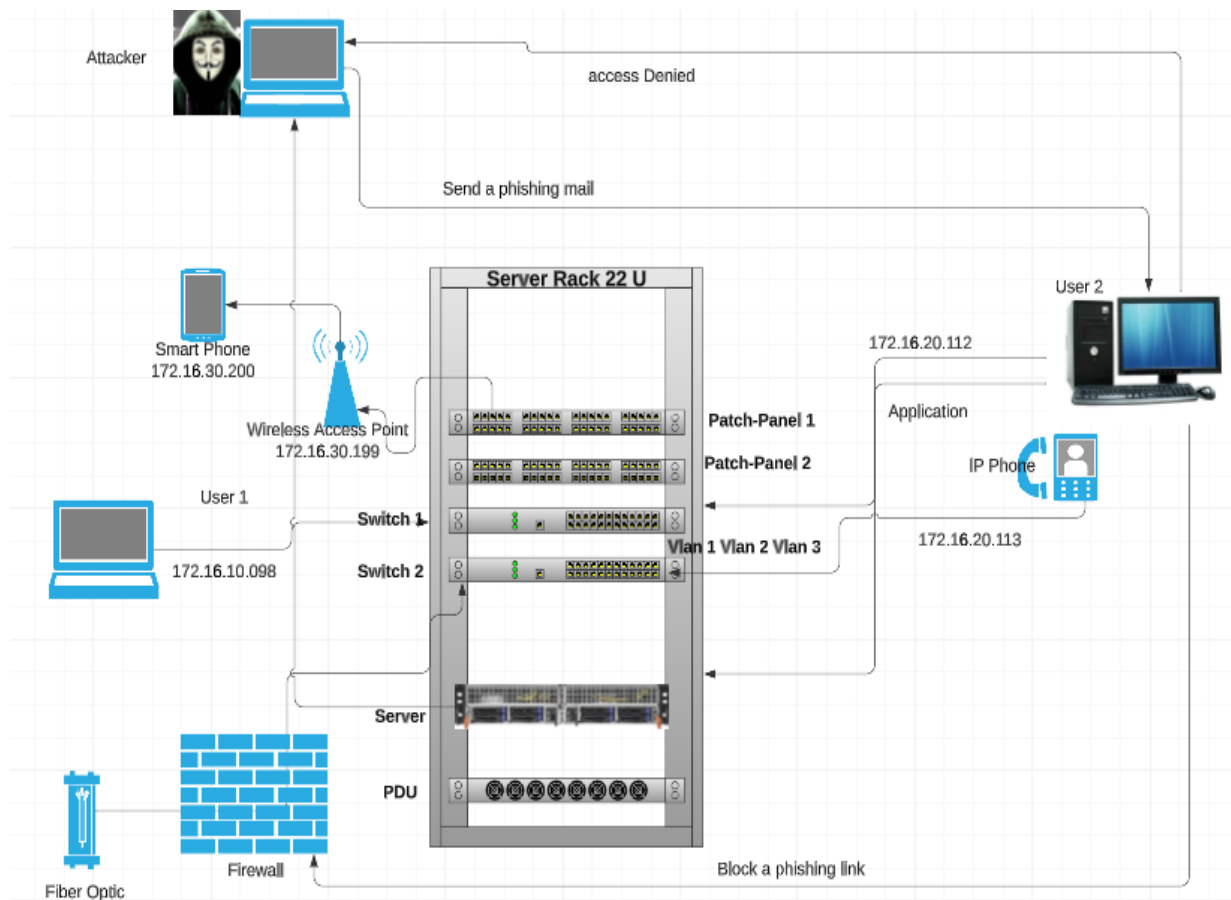 Attacker
access Denied
Send a phishing mail
Server Rack 22 U
User 2
Smart Phone
172.16.30.200
172.16.20.112
Application
Wireless Access Point
172.16.30.199
Patch-Panel 1
Patch-Panel 2
IP Phone
User 1
Switch 1
172.16.20.113
Vlan 1 Vlan 2 Vlan 3
172.16.10.098
Switch 2
Server
PDU
Firewall
Block a phishing link
Fiber Optic